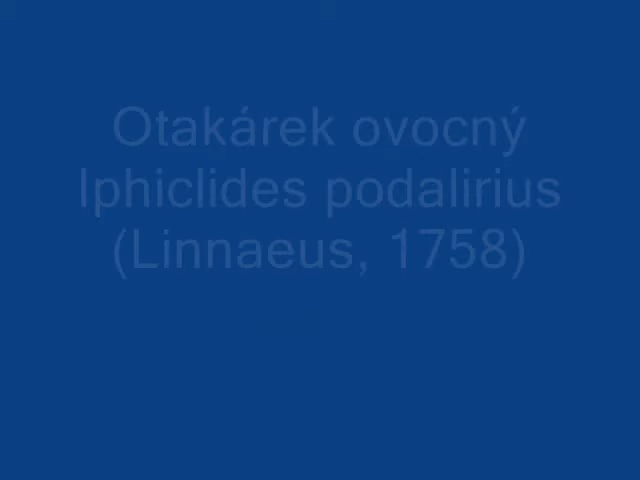 Otakárek ovocný
Iphiclides podalirius
(Linnaeus, 1758)